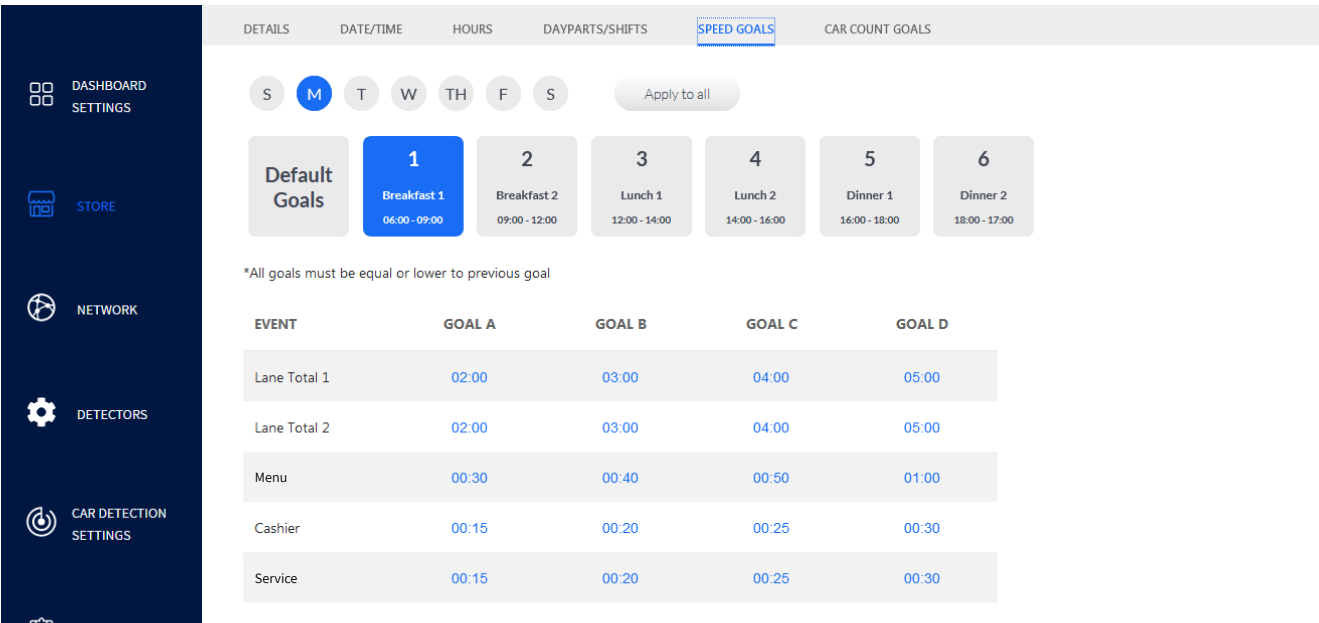 DETAILS DATE/TIME HOURS DAYPARTS/SHIFTS SPEED GOALS CAR COUNT GOALS
DASHBOARD
SETTINGS
STORE
NETWORK
DETECTORS
CAR DETECTION
SETTINGS
S M T W TH F S Apply to all
Default
Goals
1
Breakfast 1
06:00 - 09:00
2
Breakfast 2
09:00 - 12:00
3
Lunch 1
12:00 - 14:00
4
Lunch 2
14:00 - 16:00
5
Dinner 1
16:00 - 18:00
6
Dinner 2
18:00 - 17:00
*All goals must be equal or lower to previous goal
EVENT GOAL A GOAL B GOAL C GOAL D
Lane Total 1 02:00 03:00 04:00 05:00
Lane Total 2 02:00 03:00 04:00 05:00
Menu 00:30 00:40 00:50 01:00
Cashier 00:15 00:20 00:25 00:30
Service 00:15 00:20 00:25 00:30